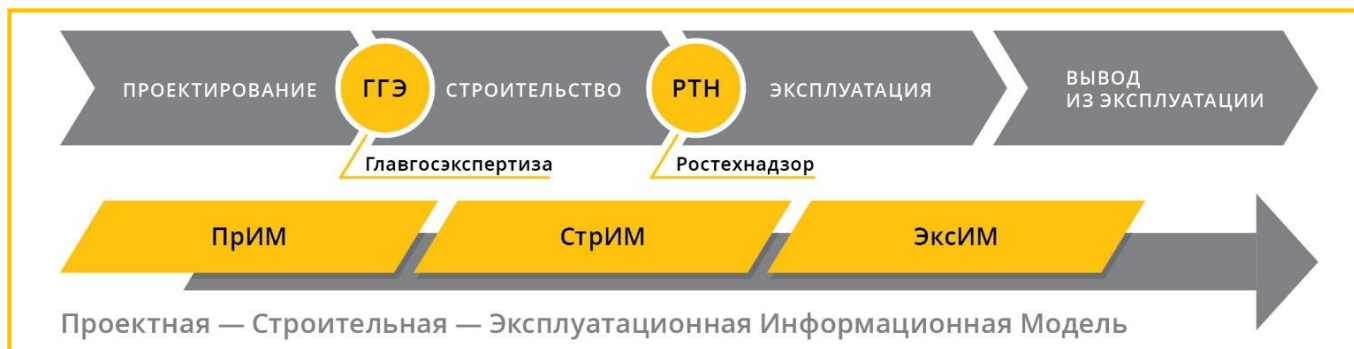 ПРОЕКТИРОВАНИЕ
ГГЭ
СТРОИТЕЛЬСТВО
РТН
ЭКСПЛУАТАЦИЯ
ВЫВОД
ИЗ ЭКСПЛУАТАЦИИ
Главгосэкспертиза
Ростехнадзор
ПрИМ
СтрИМ
ЭксИМ
Проектная — Строительная — Эксплуатационная Информационная Модель